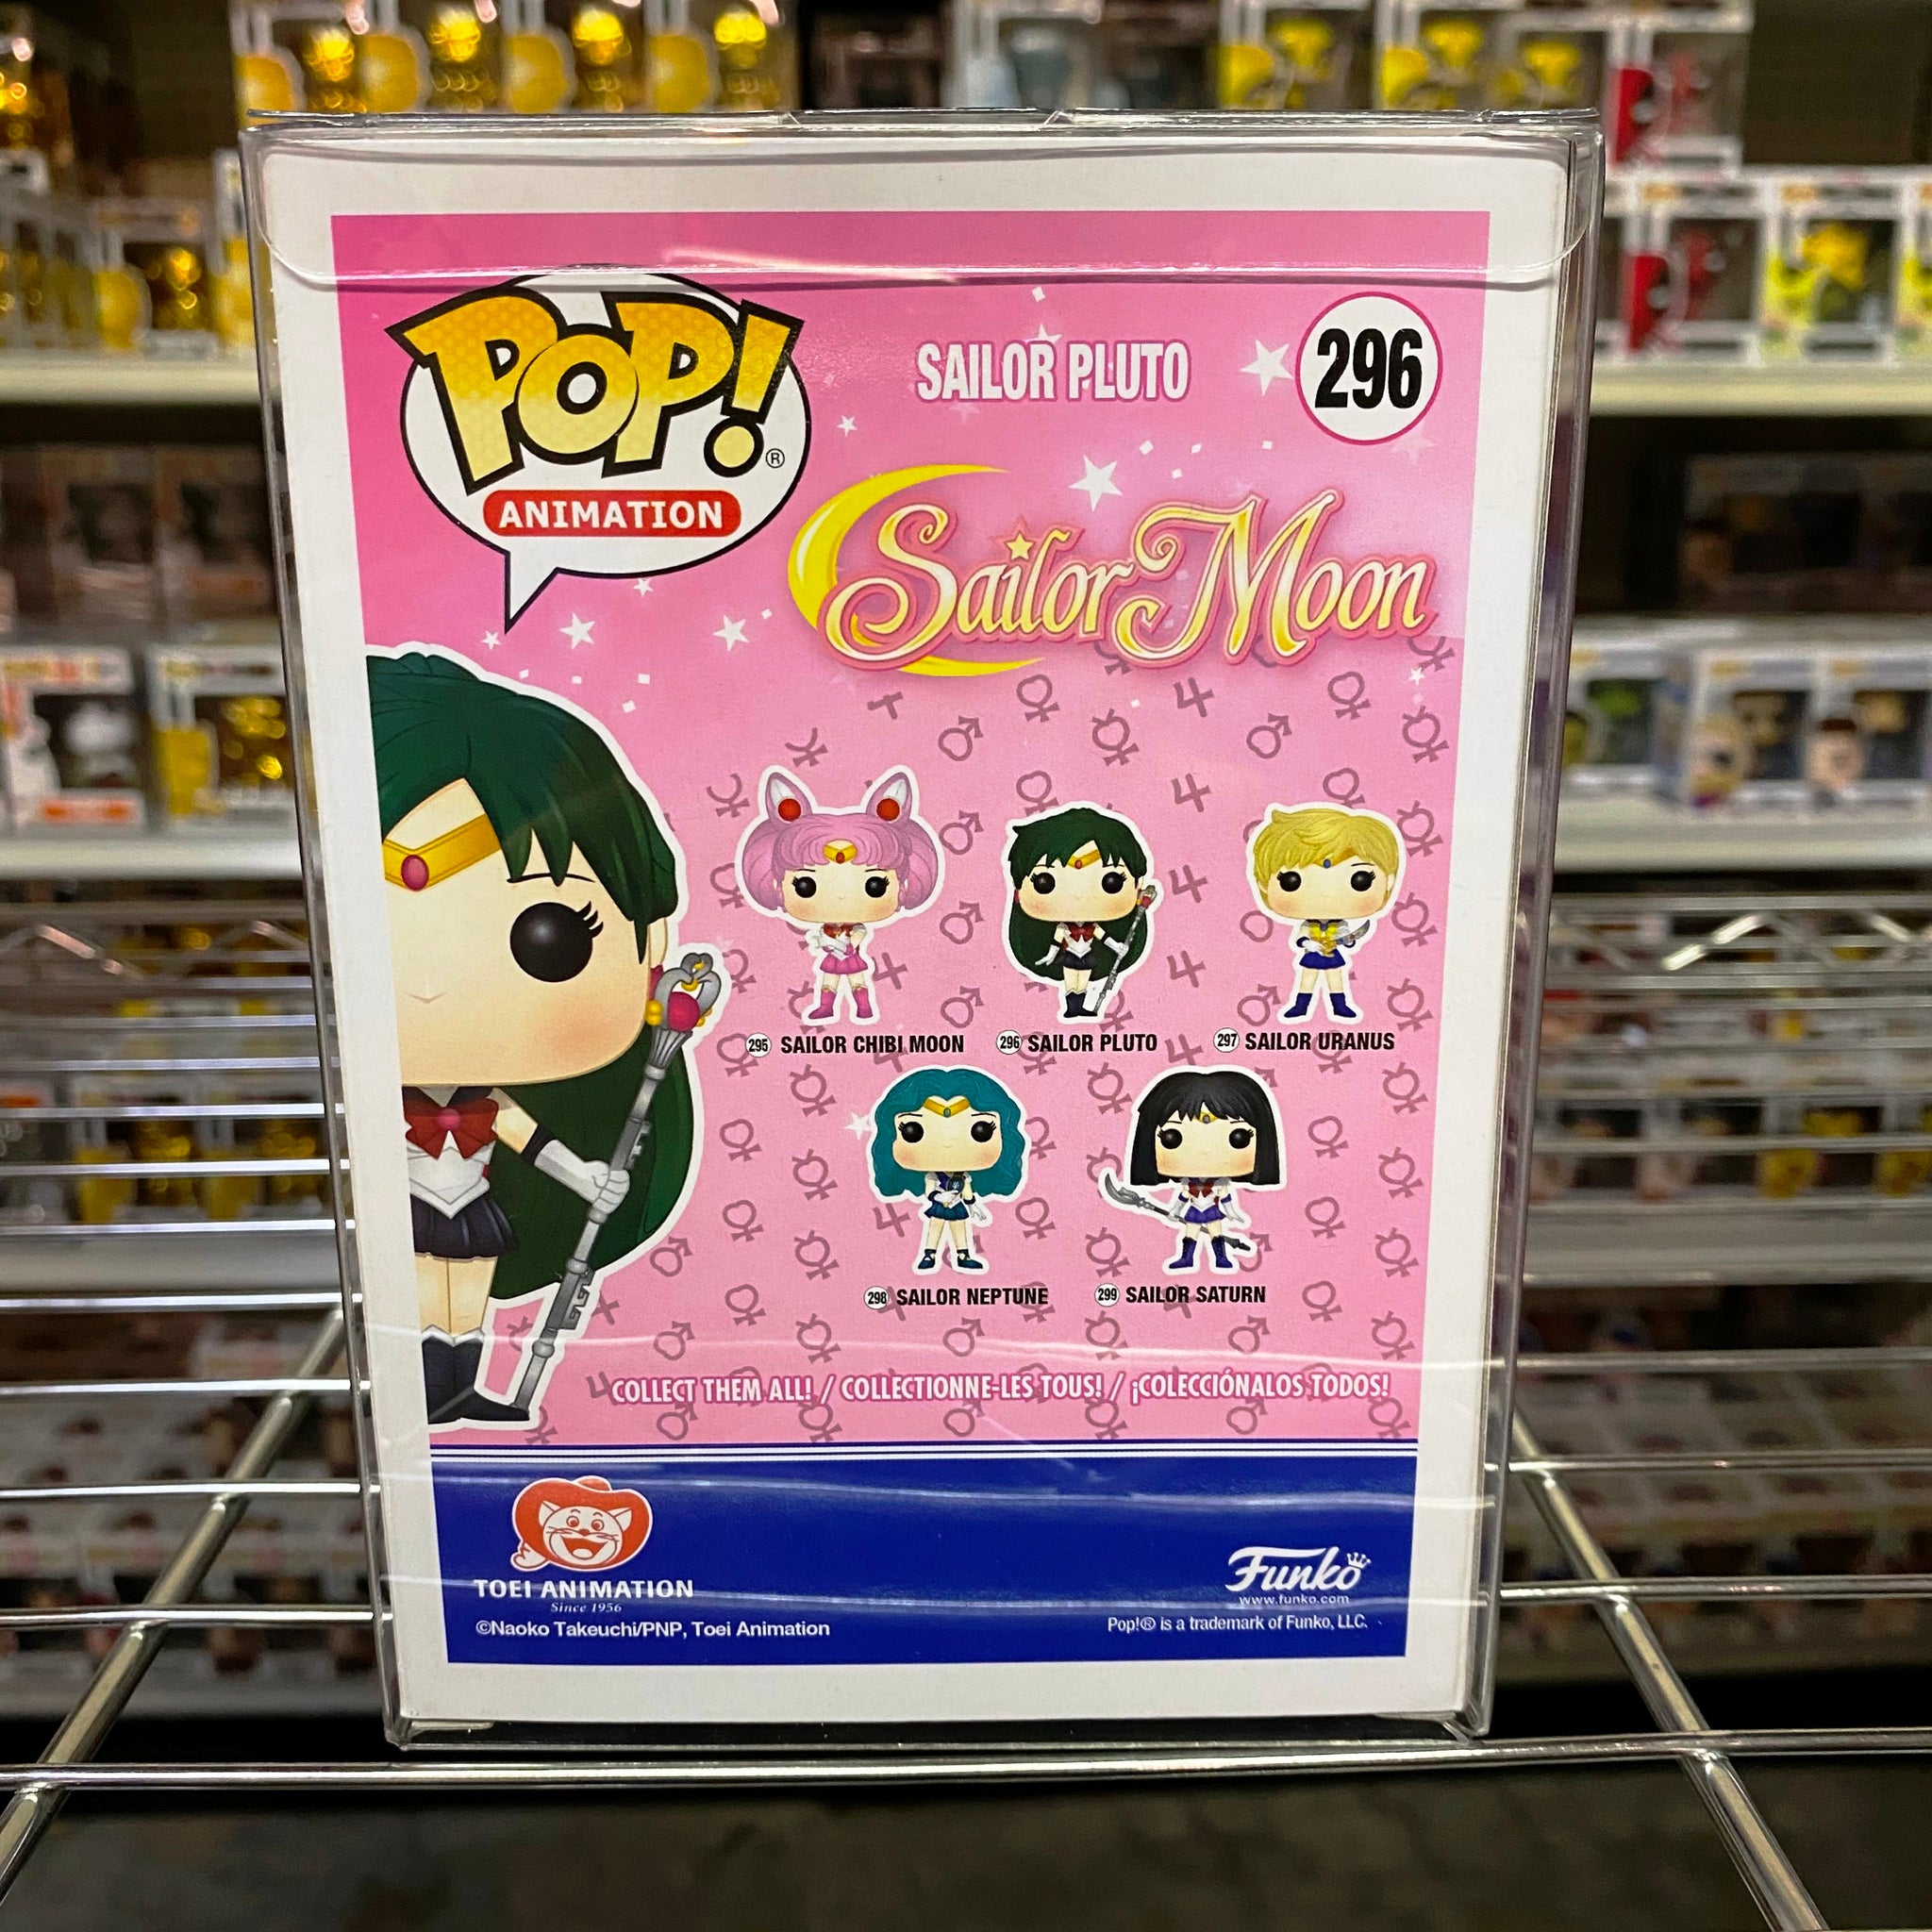 POP! ®
ANIMATION
SAILOR PLUTO
296
Sailor Moon
295 SAILOR CHIBI MOON
296 SAILOR PLUTO
297 SAILOR URANUS
298 SAILOR NEPTUNE
299 SAILOR SATURN
COLLECT THEM ALL! / COLLECTIONNE-LES TOUS! / ¡COLECCIÓNALOS TODOS!
TOEI ANIMATION
Since 1956
©Naoko Takeuchi/PNP, Toei Animation
Funko
www.funko.com
Pop!® is a trademark of Funko, LLC.